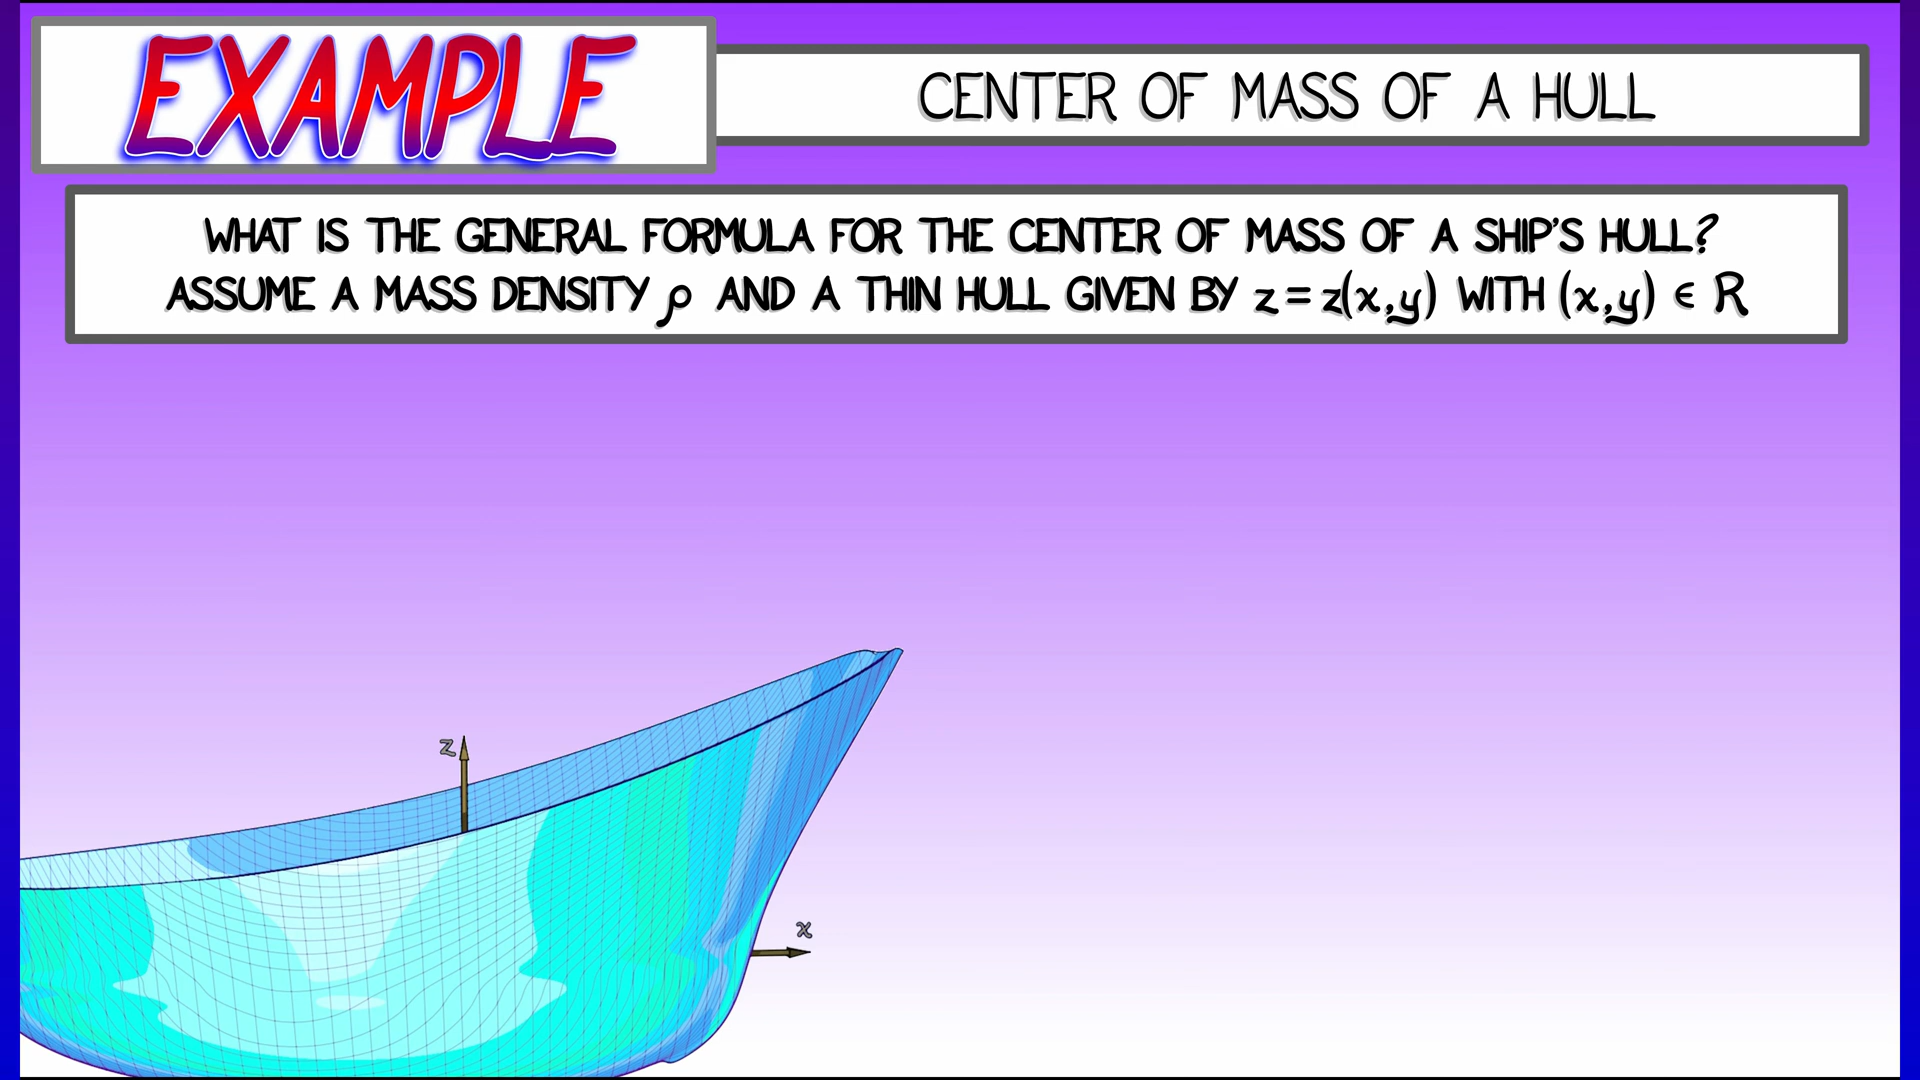 EXAMPLE
CENTER OF MASS OF A HULL
WHAT IS THE GENERAL FORMULA FOR THE CENTER OF MASS OF A SHIP'S HULL?
ASSUME A MASS DENSITY ρ AND A THIN HULL GIVEN BY z = z(x,y) WITH (x,y) ∈ R
z
x